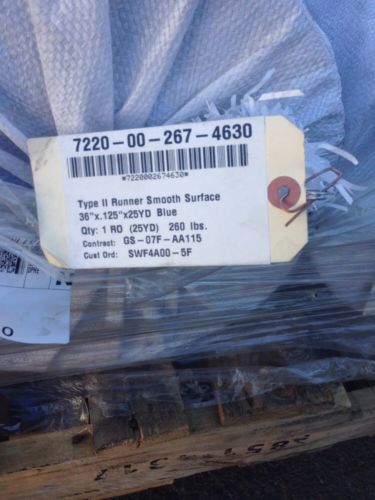 7220-00-267-4630
*7220002674630*
Type II Runner Smooth Surface
36"x.125"x25YD Blue
Qty: 1 RO (25YD) 260 lbs.
Contract: GS-07F-AA115
Cust Ord: SWF4A00-5F